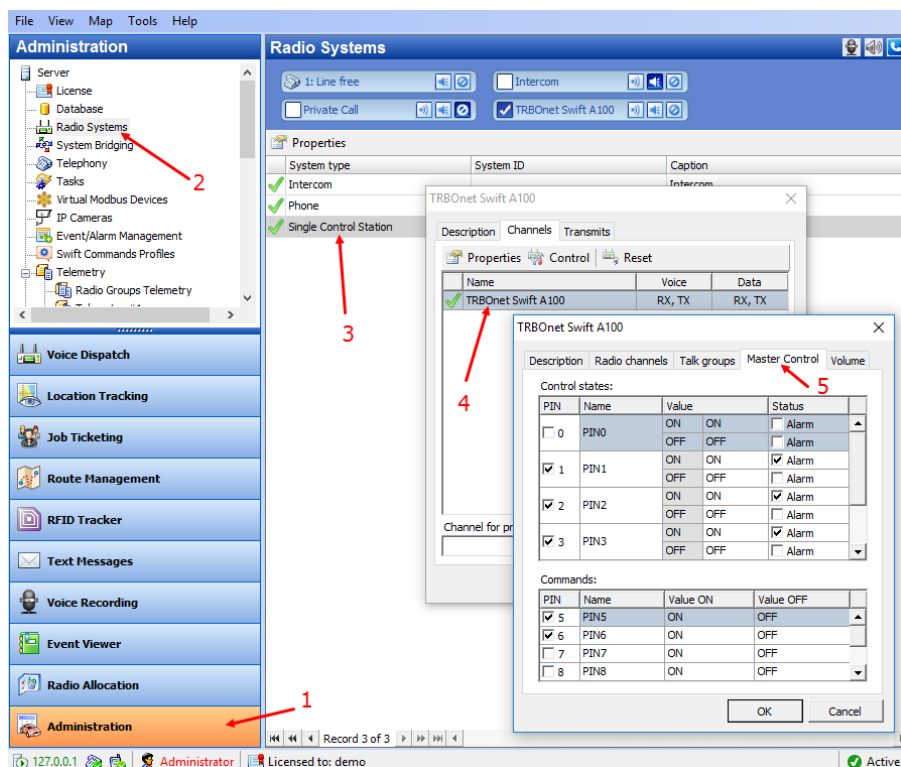 File View Map Tools Help
Administration
Server
License
Database
Radio Systems
System Bridging
Telephony
Tasks
Virtual Modbus Devices
IP Cameras
Event/Alarm Management
Swift Commands Profiles
Telemetry
Radio Groups Telemetry
2
Voice Dispatch
Location Tracking
Job Ticketing
Route Management
RFID Tracker
Text Messages
Voice Recording
Event Viewer
Radio Allocation
Administration
1
Radio Systems
1: Line free
Intercom
Private Call
TRBOnet Swift A100
Properties
System type System ID Caption
Intercom Intercom
Phone
Single Control Station
3
TRBOnet Swift A100
Description Channels Transmits
Properties Control Reset
Name Voice Data
TRBOnet Swift A100 RX, TX RX, TX
4
Channel for pr
TRBOnet Swift A100
Description Radio channels Talk groups Master Control Volume
5
Control states:
PIN Name Value Status
0 PIN0 ON ON Alarm
OFF OFF Alarm
1 PIN1 ON ON Alarm
OFF OFF Alarm
2 PIN2 ON ON Alarm
OFF OFF Alarm
3 PIN3 ON ON Alarm
OFF OFF Alarm
Commands:
PIN Name Value ON Value OFF
5 PIN5 ON OFF
6 PIN6 ON OFF
7 PIN7 ON OFF
8 PIN8 ON OFF
OK Cancel
Record 3 of 3
127.0.0.1 Administrator Licensed to: demo Active